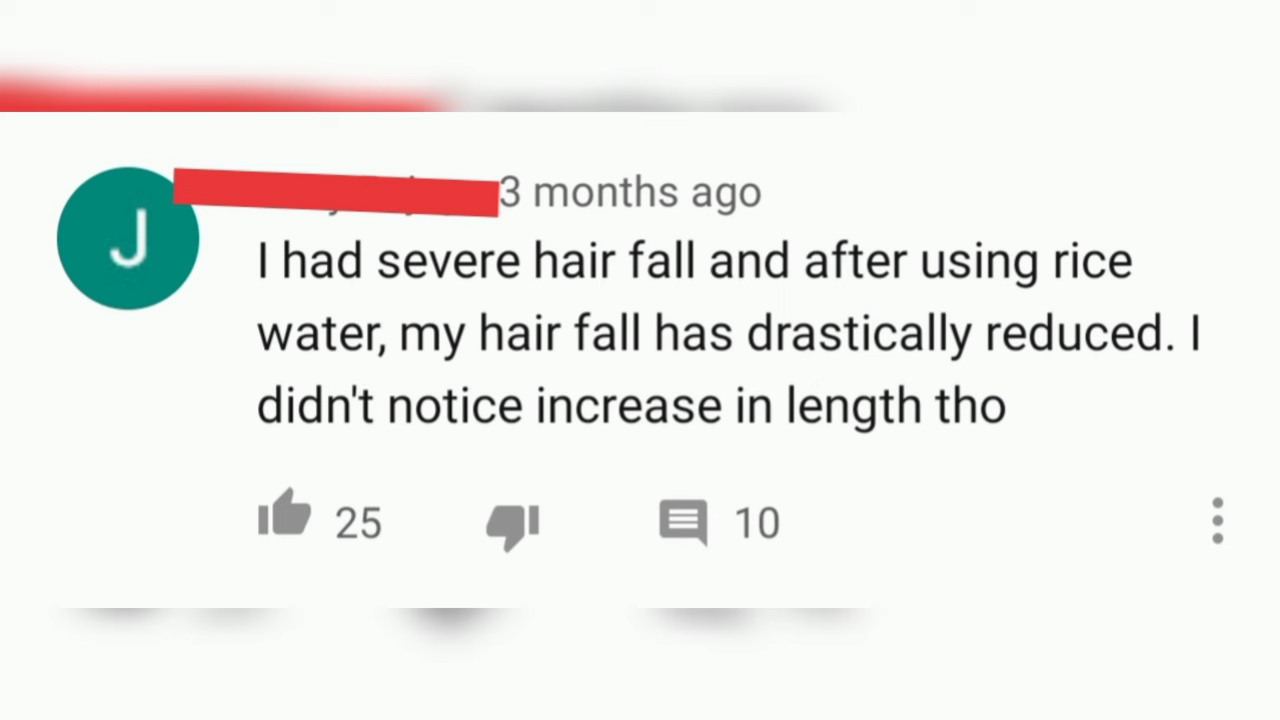 J
3 months ago
I had severe hair fall and after using rice
water, my hair fall has drastically reduced. I
didn't notice increase in length tho
25
10